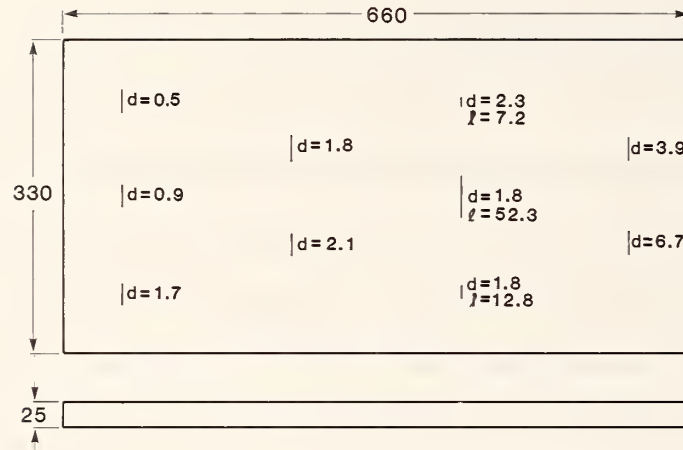 660
d=0.5
d=2.3
ℓ=7.2
d=1.8
d=3.9
330
d=0.9
d=1.8
ℓ=52.3
d=2.1
d=6.7
d=1.7
d=1.8
ℓ=12.8
25